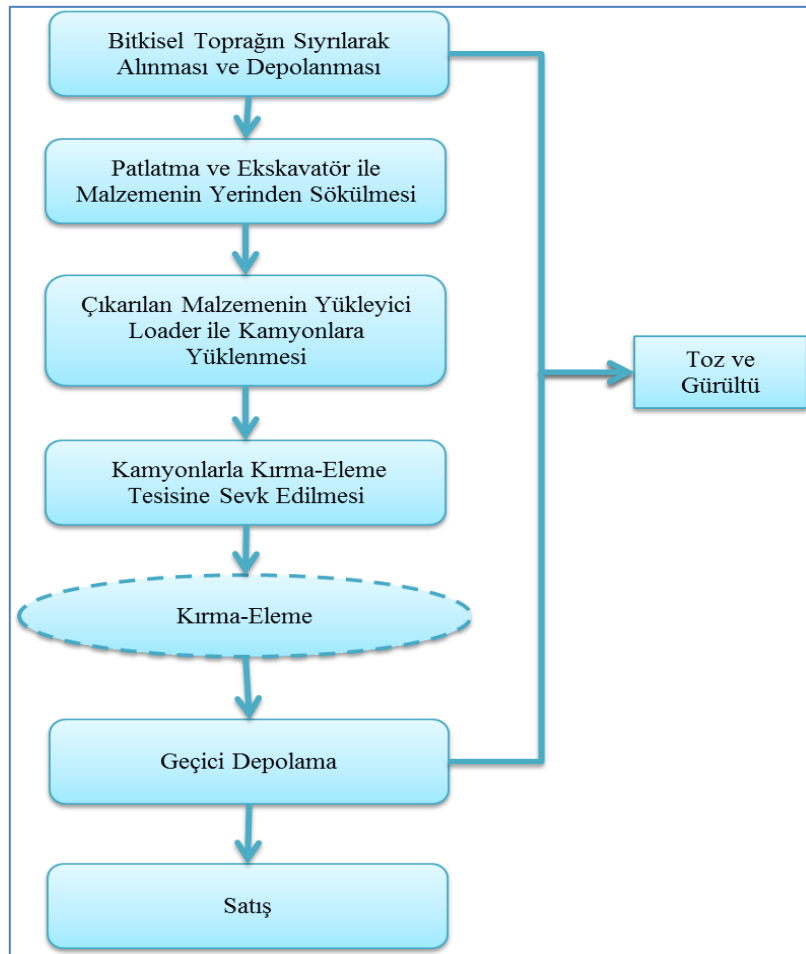 Bitkisel Toprağın Sıyrılarak
Alınması ve Depolanması
Patlatma ve Ekskavatör ile
Malzemenin Yerinden Sökülmesi
Çıkarılan Malzemenin Yükleyici
Loader ile Kamyonlara
Yüklenmesi
Toz ve
Gürültü
Kamyonlarla Kırma-Eleme
Tesisine Sevk Edilmesi
Kırma-Eleme
Geçici Depolama
Satış